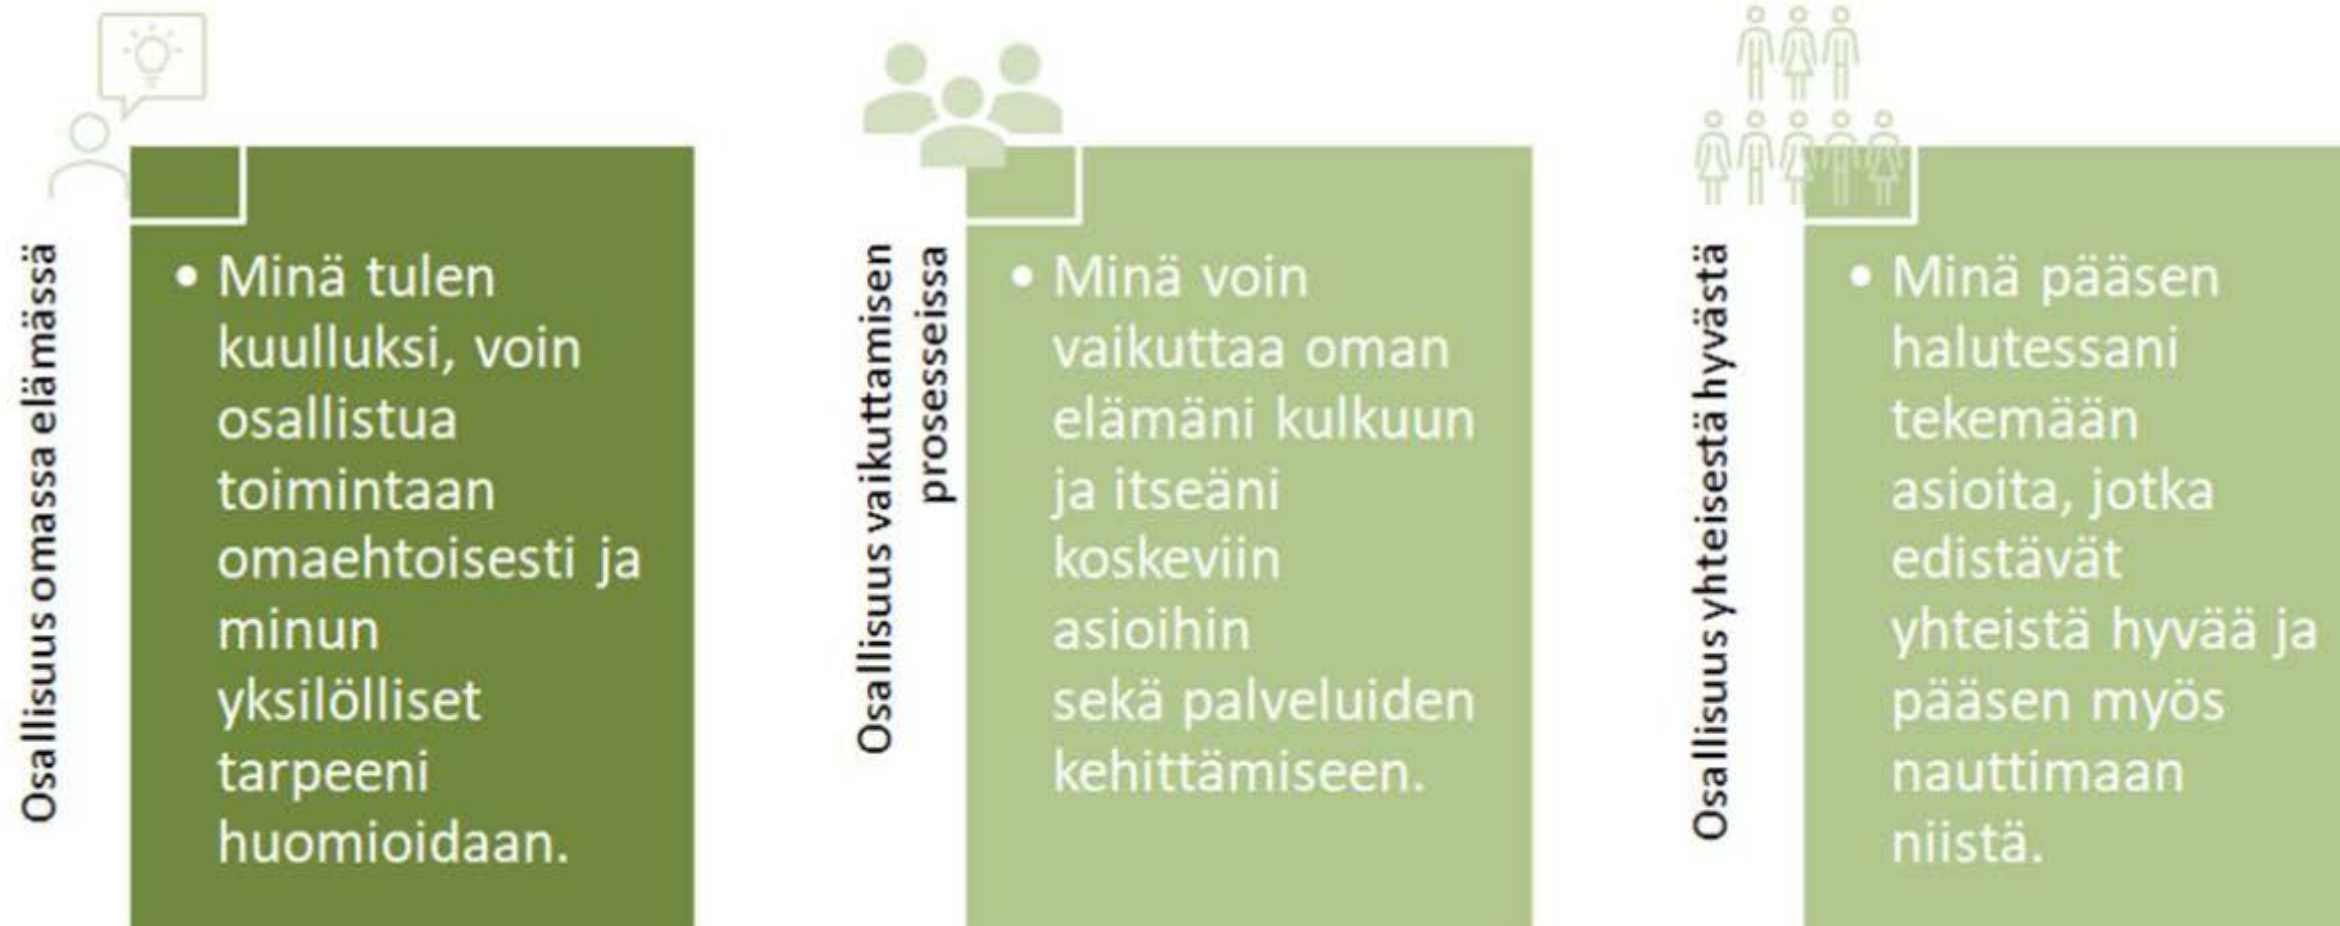 Osallisuus omassa elämässä
• Minä tulen
kuulluksi, voin
osallistua
toimintaan
omaehtoisesti ja
minun
yksilölliset
tarpeeni
huomioidaan.
Osallisuus vaikuttamisen
prosesseissa
• Minä voin
vaikuttaa oman
elämäni kulkuun
ja itseäni
koskeviin
asioihin
sekä palveluiden
kehittämiseen.
Osallisuus yhteisestä hyvästä
• Minä pääsen
halutessani
tekemään
asioita, jotka
edistävät
yhteistä hyvää ja
pääsen myös
nauttimaan
niistä.